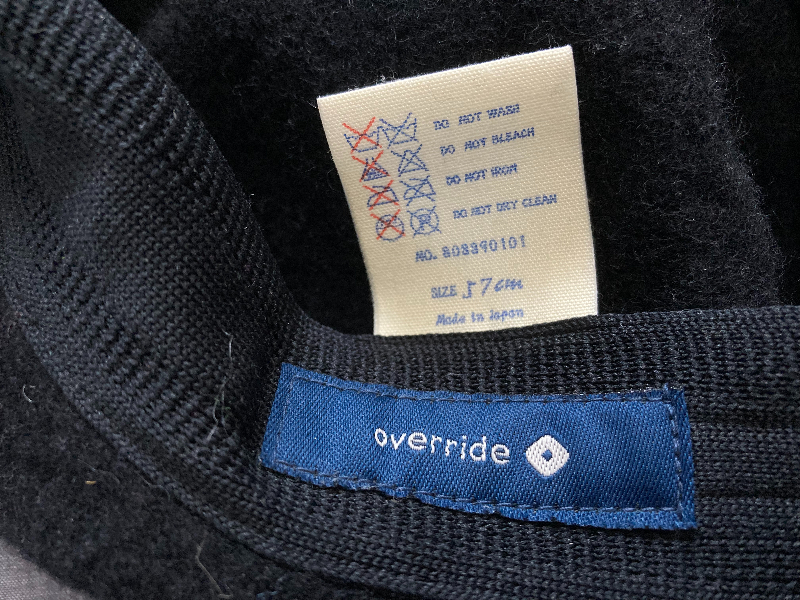 DO NOT WASH
DO NOT BLEACH
DO NOT IRON
DO NOT DRY CLEAN
NO. 808390101
SIZE 57cm
Made in Japan
override